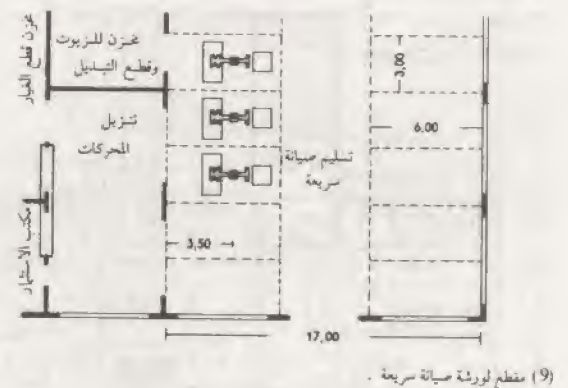 مخزن قطع الغيار
مخزن للزيوت
وقطع التبديل
تنزيل
المحركات
مكتب الاستثمار
تسليم صيانة
سريعة
3,00
6,00
3,50
17,00
(9) مقطع لورشة صيانة سريعة .